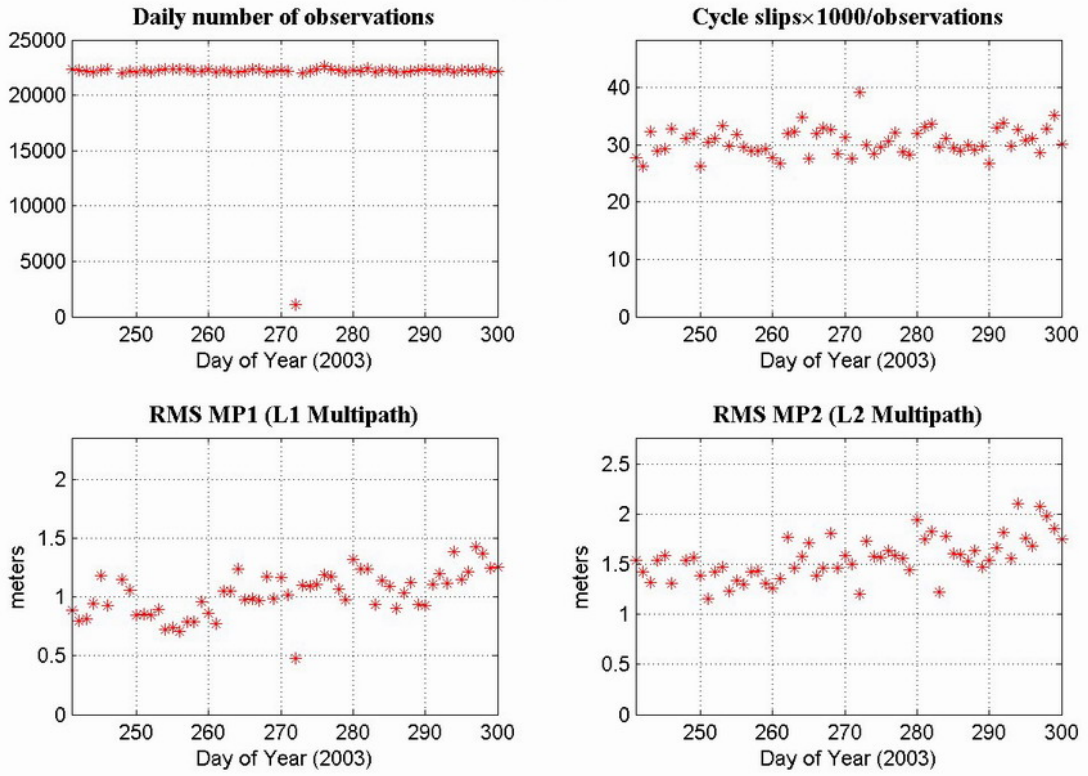 Daily number of observations
25000
20000
15000
10000
5000
0
250 260 270 280 290 300
Day of Year (2003)
Cycle slips×1000/observations
40
30
20
10
0
250 260 270 280 290 300
Day of Year (2003)
RMS MP1 (L1 Multipath)
meters
2
1.5
1
0.5
0
250 260 270 280 290 300
Day of Year (2003)
RMS MP2 (L2 Multipath)
meters
2.5
2
1.5
1
0.5
0
250 260 270 280 290 300
Day of Year (2003)